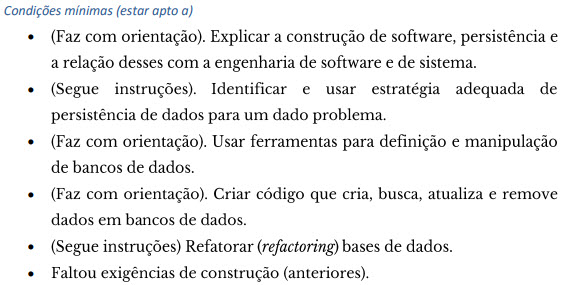 Condições mínimas (estar apto a)
• (Faz com orientação). Explicar a construção de software, persistência e
a relação desses com a engenharia de software e de sistema.
• (Segue instruções). Identificar e usar estratégia adequada de
persistência de dados para um dado problema.
• (Faz com orientação). Usar ferramentas para definição e manipulação
de bancos de dados.
• (Faz com orientação). Criar código que cria, busca, atualiza e remove
dados em bancos de dados.
• (Segue instruções) Refatorar (refactoring) bases de dados.
• Faltou exigências de construção (anteriores).